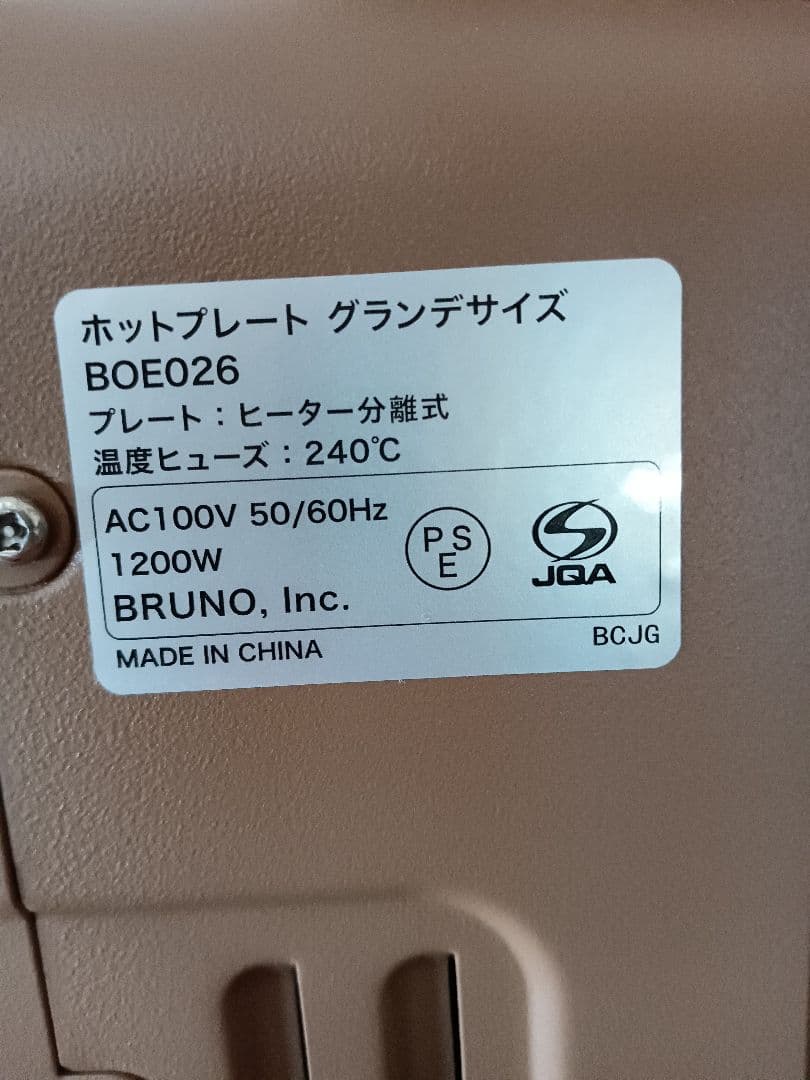 ホットプレート グランデサイズ
BOE026
プレート：ヒーター分離式
温度ヒューズ：240℃
AC100V 50/60Hz
1200W
BRUNO, Inc.
PSE
JQA
MADE IN CHINA
BCJG